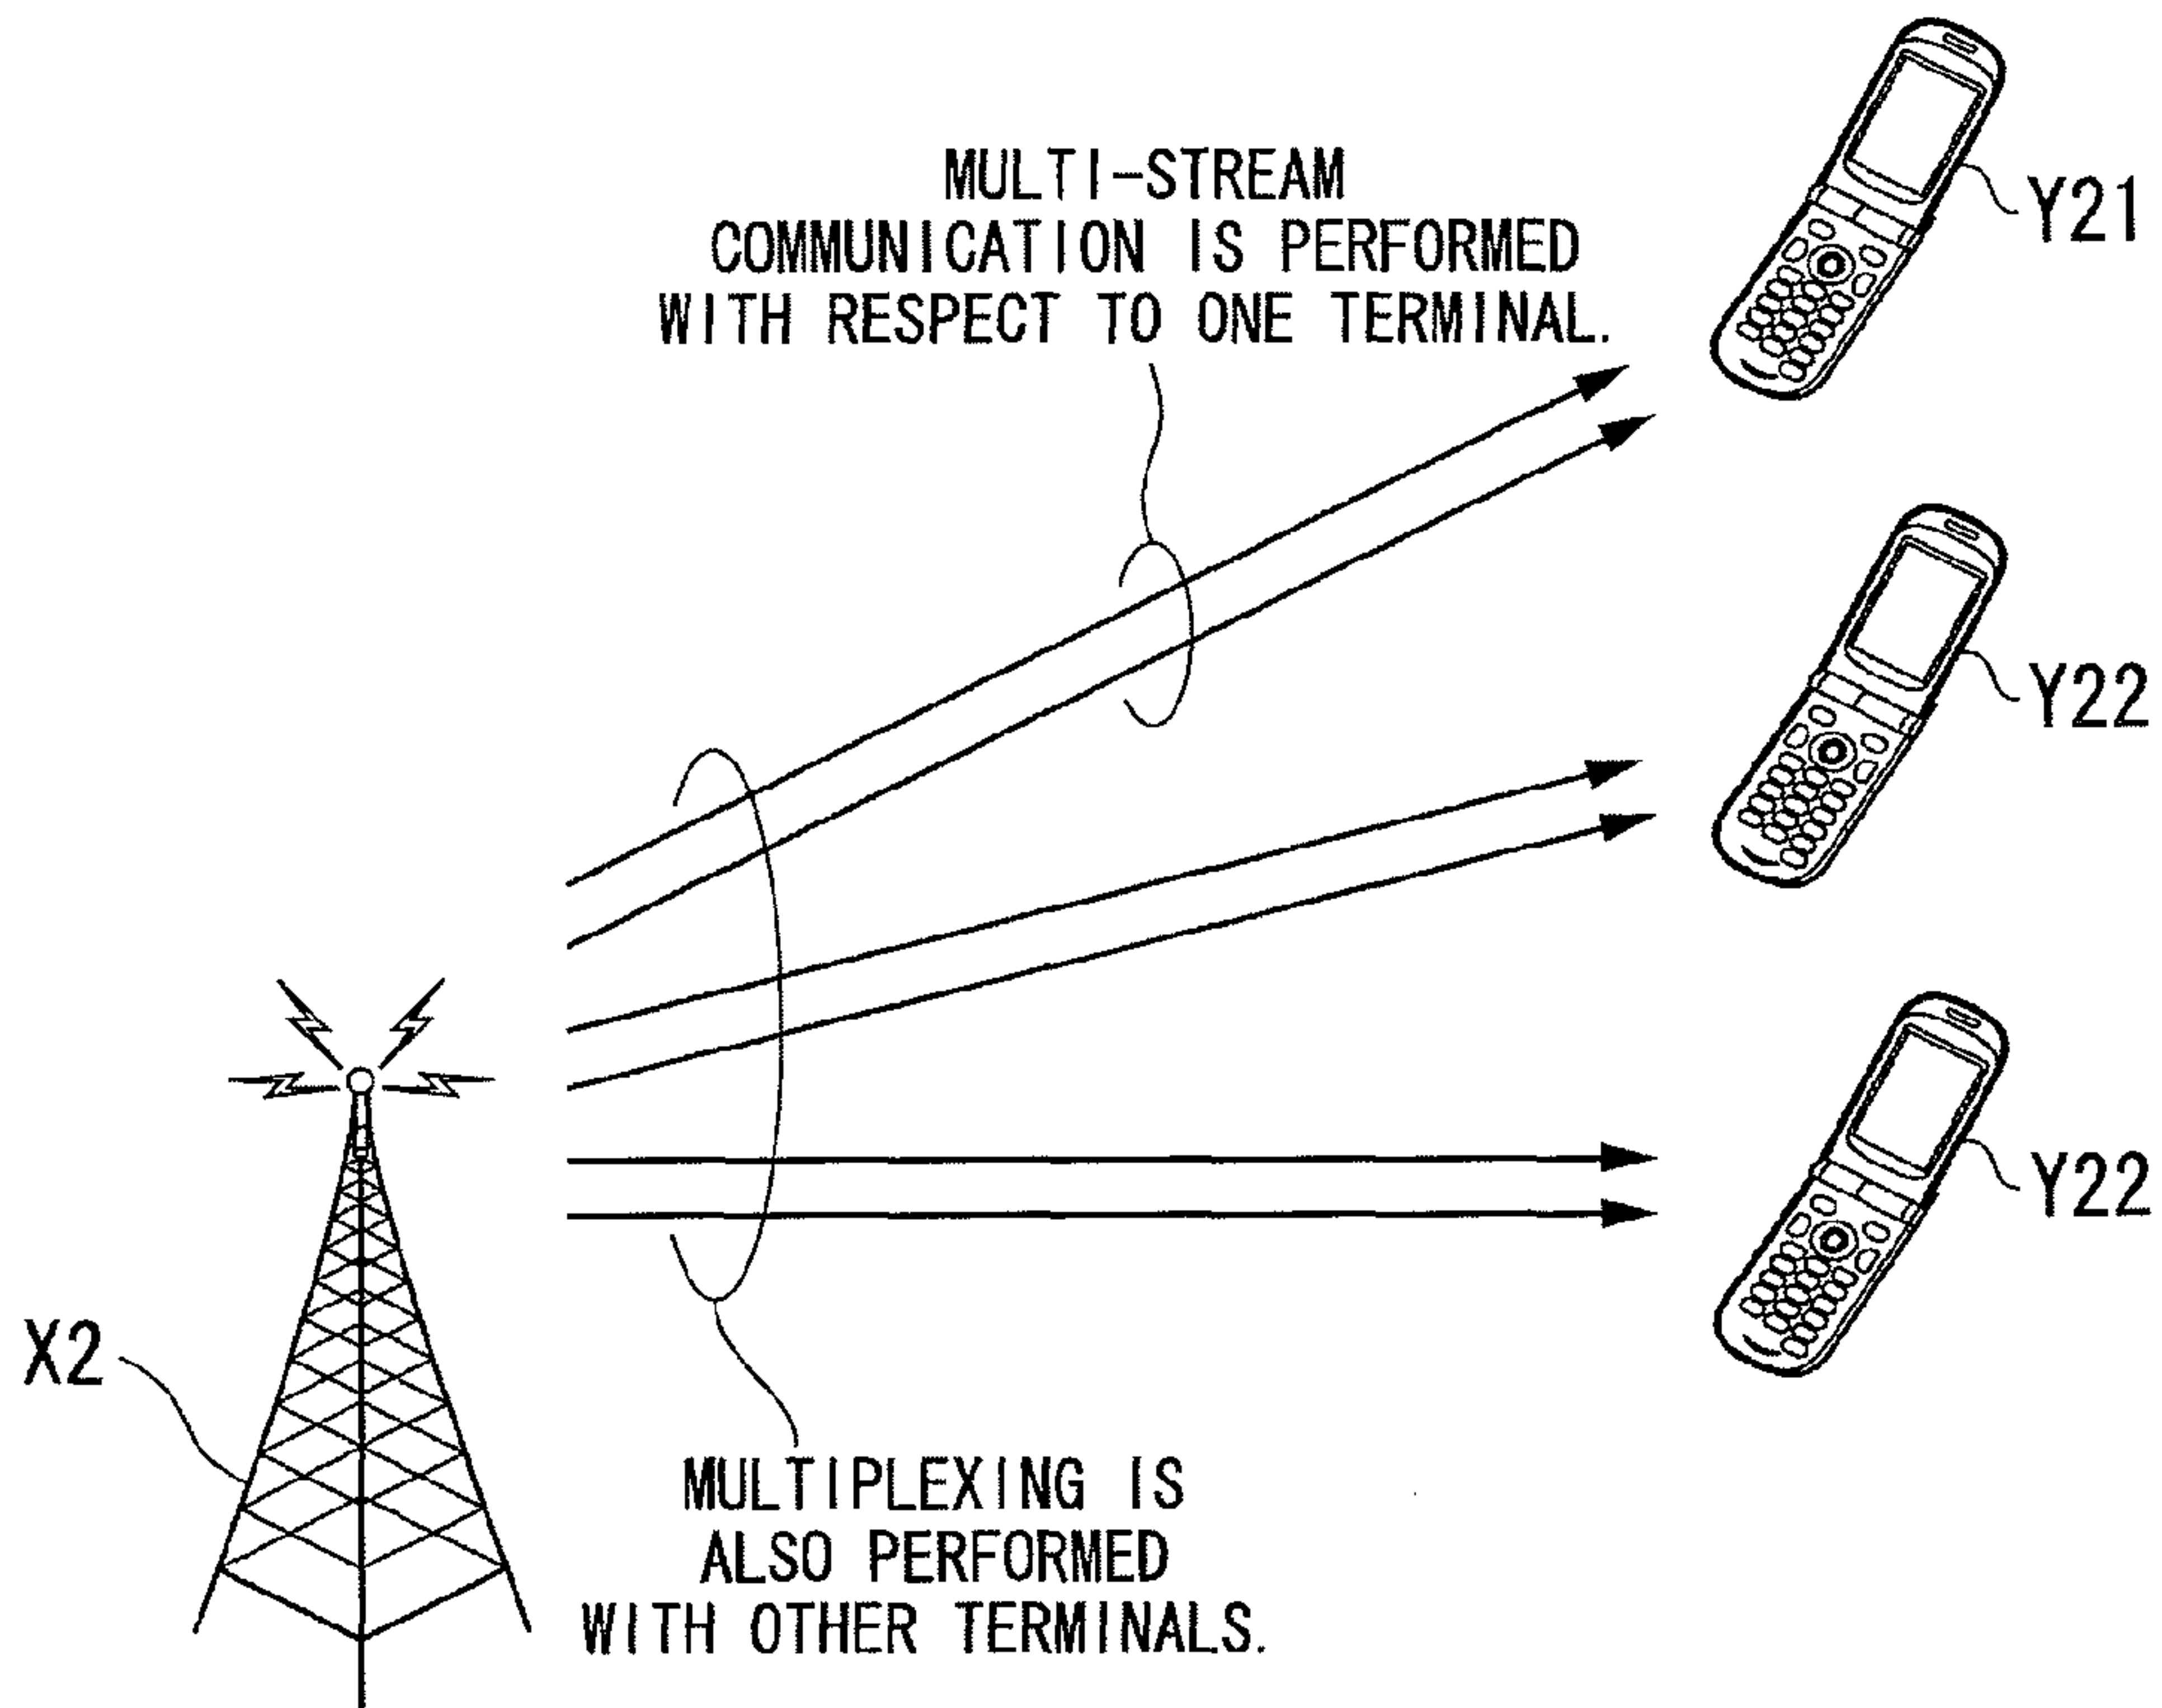 MULTI-STREAM
COMMUNICATION IS PERFORMED
WITH RESPECT TO ONE TERMINAL.
Y21
Y22
Y22
X2
MULTIPLEXING IS
ALSO PERFORMED
WITH OTHER TERMINALS.